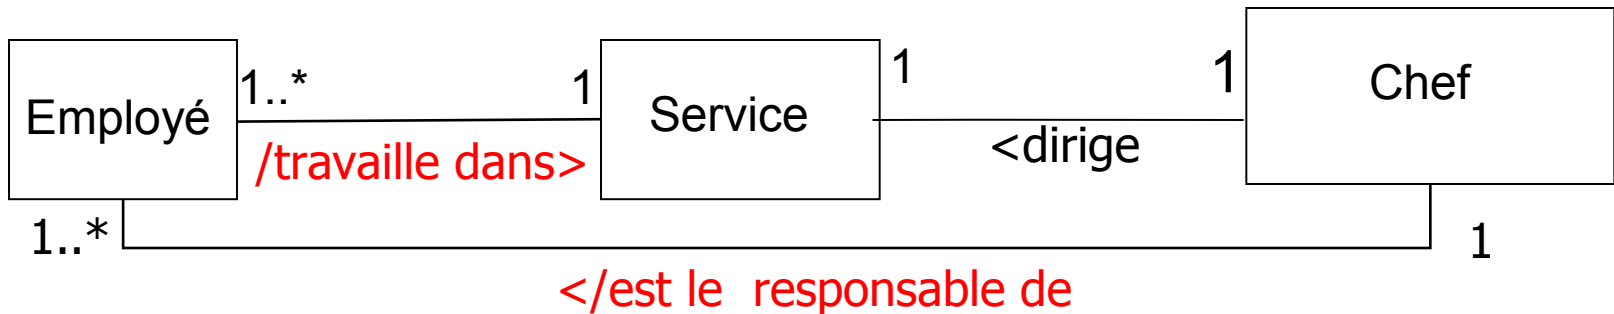 Employé
1..*
1
/travaille dans>
Service
1
1
<dirige
Chef
1..*
1
</est le  responsable de